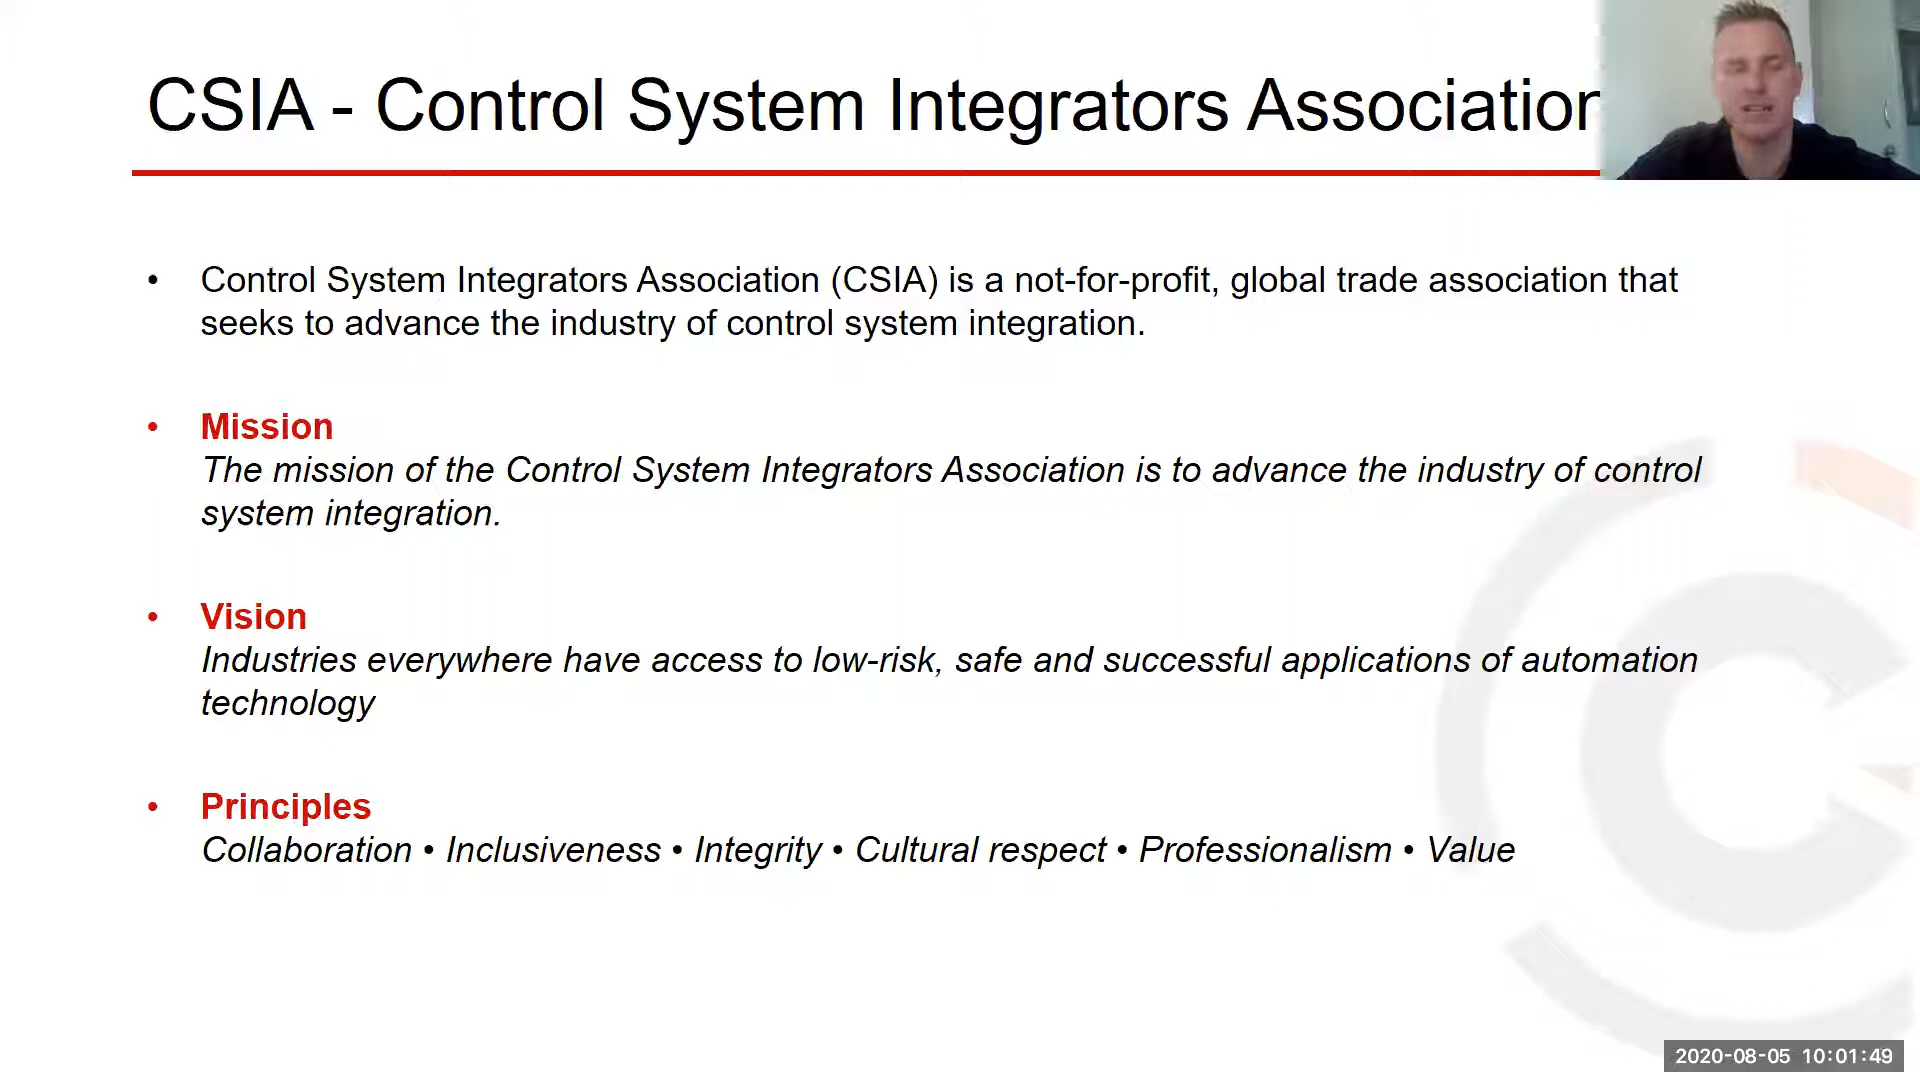 CSIA - Control System Integrators Association
• Control System Integrators Association (CSIA) is a not-for-profit, global trade association that
seeks to advance the industry of control system integration.
• Mission
The mission of the Control System Integrators Association is to advance the industry of control
system integration.
• Vision
Industries everywhere have access to low-risk, safe and successful applications of automation
technology
• Principles
Collaboration • Inclusiveness • Integrity • Cultural respect • Professionalism • Value
2020-08-05 10:01:49